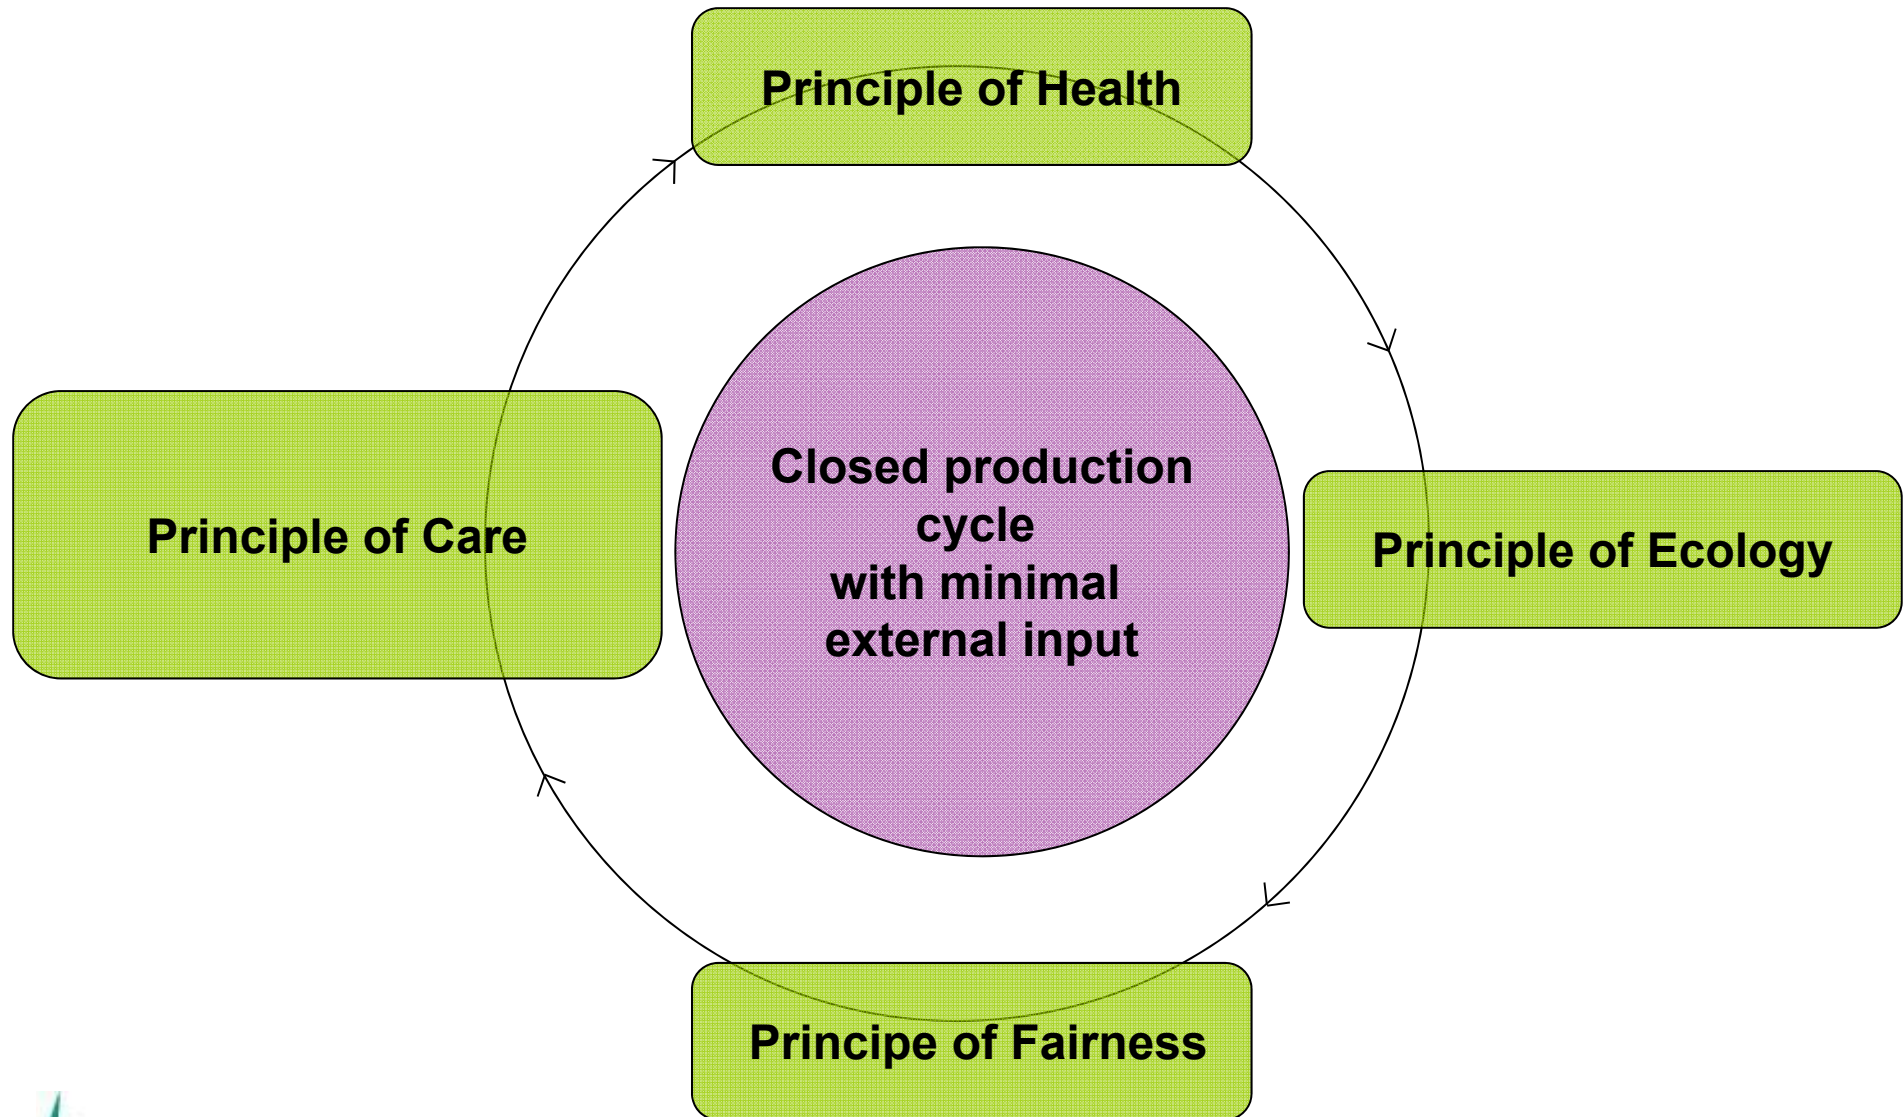 Principle of Health
Closed production
cycle
with minimal
external input
Principle of Care
Principle of Ecology
Principe of Fairness